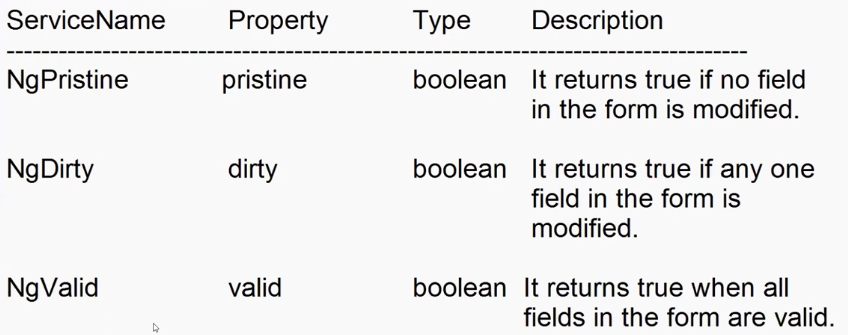 ServiceName Property Type Description
-------------------------------------------------------------------------------------
NgPristine pristine boolean It returns true if no field
in the form is modified.
NgDirty dirty boolean It returns true if any one
field in the form is
modified.
NgValid valid boolean It returns true when all
fields in the form are valid.